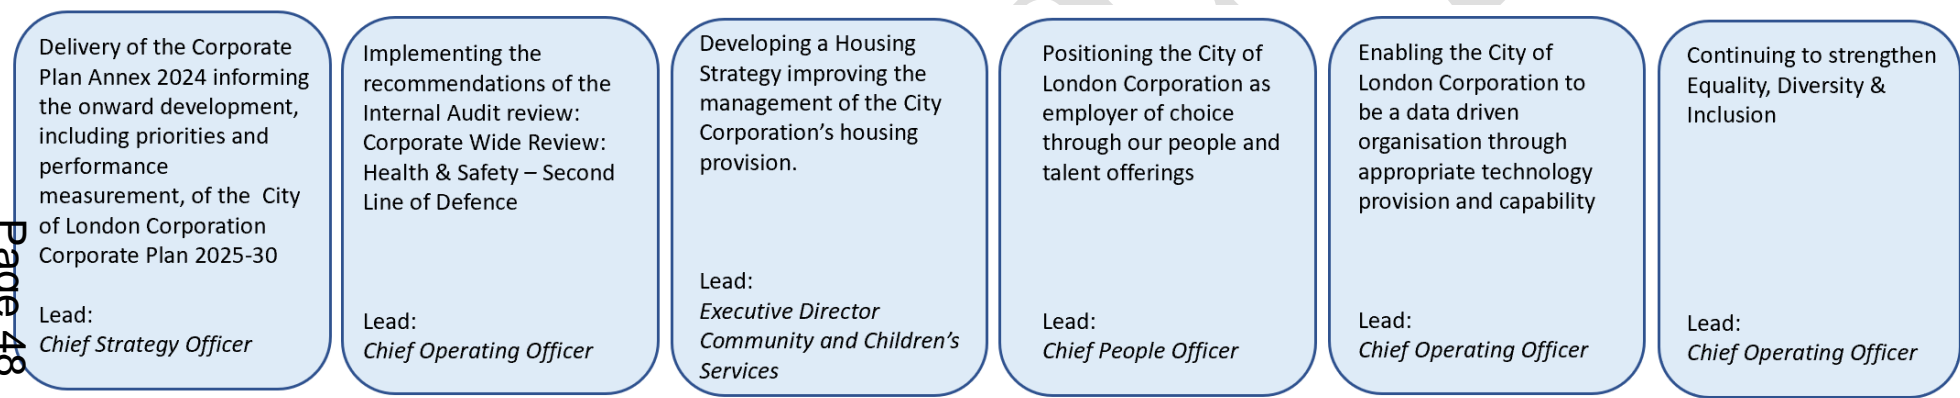 Delivery of the Corporate
Plan Annex 2024 informing
the onward development,
including priorities and
performance
measurement, of the  City
of London Corporation
Corporate Plan 2025-30
Lead:
Chief Strategy Officer
Implementing the
recommendations of the
Internal Audit review:
Corporate Wide Review:
Health & Safety – Second
Line of Defence
Lead:
Chief Operating Officer
Developing a Housing
Strategy improving the
management of the City
Corporation’s housing
provision.
Lead:
Executive Director
Community and Children’s
Services
Positioning the City of
London Corporation as
employer of choice
through our people and
talent offerings
Lead:
Chief People Officer
Enabling the City of
London Corporation to
be a data driven
organisation through
appropriate technology
provision and capability
Lead:
Chief Operating Officer
Continuing to strengthen
Equality, Diversity &
Inclusion
Lead:
Chief Operating Officer
Page 48